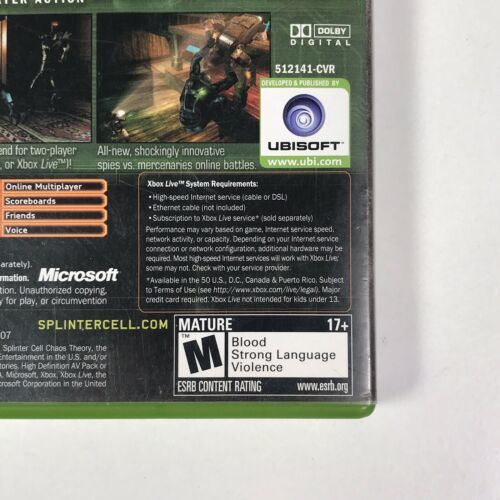 ACTION
DOLBY
DIGITAL
512141-CVR
DEVELOPED & PUBLISHED BY
UBISOFT™
www.ubi.com
end for two-player
, or Xbox Live™)!
All-new, shockingly innovative
spies vs. mercenaries online battles.
Online Multiplayer
Scoreboards
Friends
Voice
Xbox Live™ System Requirements:
• High-speed Internet service (cable or DSL)
• Ethernet cable (not included)
• Subscription to Xbox Live service* (sold separately)
Performance may vary based on game, Internet service speed,
network activity, or capacity. Depending on your Internet service
connection or network configuration, additional hardware may be
required. Most high-speed Internet services will work with Xbox Live;
some may not. Check with your service provider.
*Available in the 50 U.S., D.C., Canada & Puerto Rico. Subject
to Terms of Use (see http://www.xbox.com/live/legal). Major
credit card required. Xbox Live not intended for kids under 13.
arately).
rmation. Microsoft
tion. Unauthorized copying,
y for play, or circumvention
SPLINTERCELL.COM
07
Splinter Cell Chaos Theory, the
Entertainment in the U.S. and/or
tories. High Definition AV Pack or
A. Microsoft, Xbox, Xbox Live, the
crosoft Corporation in the United
MATURE 17+
M
Blood
Strong Language
Violence
ESRB CONTENT RATING www.esrb.org